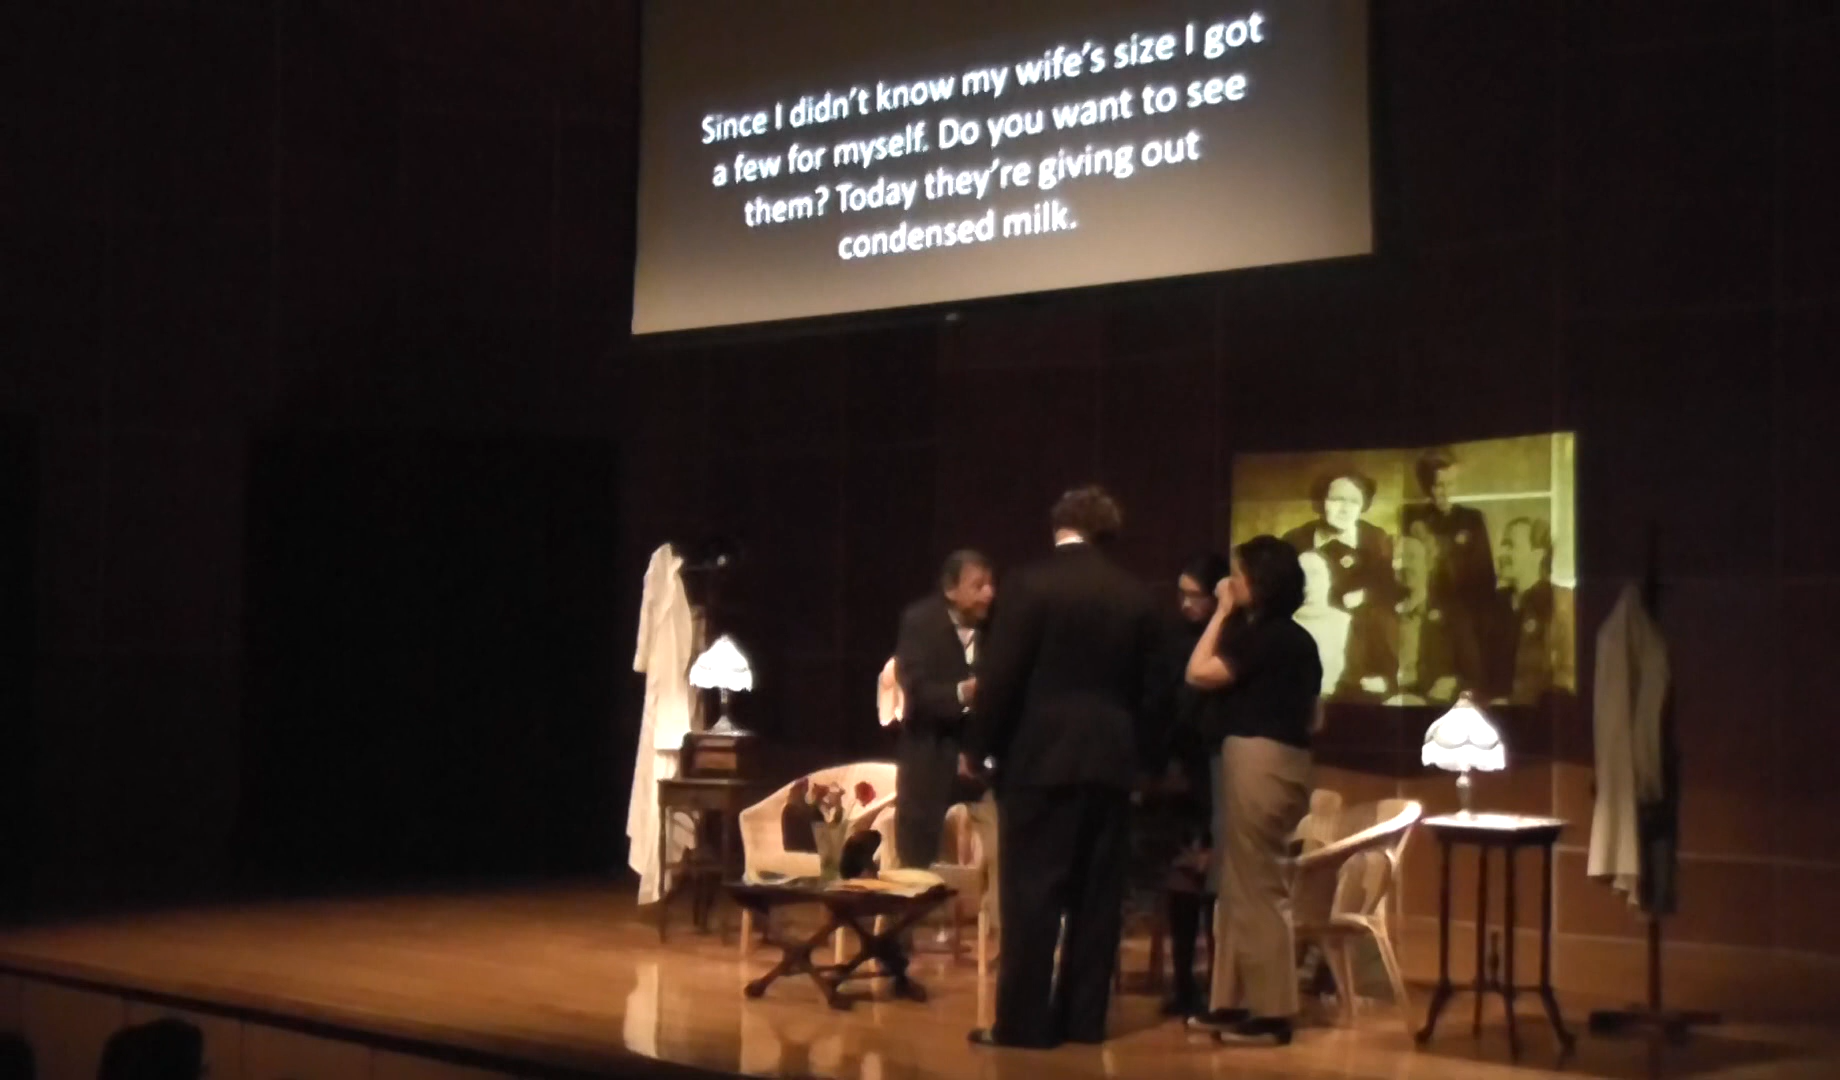 Since I didn't know my wife's size I got
a few for myself. Do you want to see
them? Today they're giving out
condensed milk.